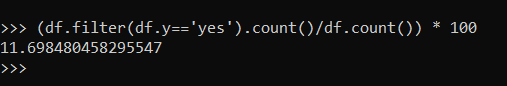 >>> (df.filter(df.y=='yes').count()/df.count()) * 100
11.698480458295547
>>>